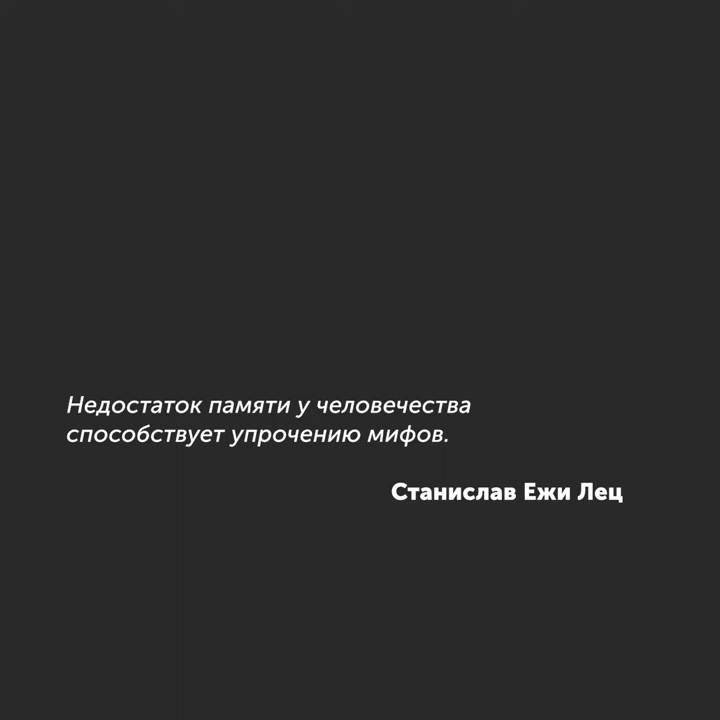 Недостаток памяти у человечества
способствует упрочению мифов.
Станислав Ежи Лец